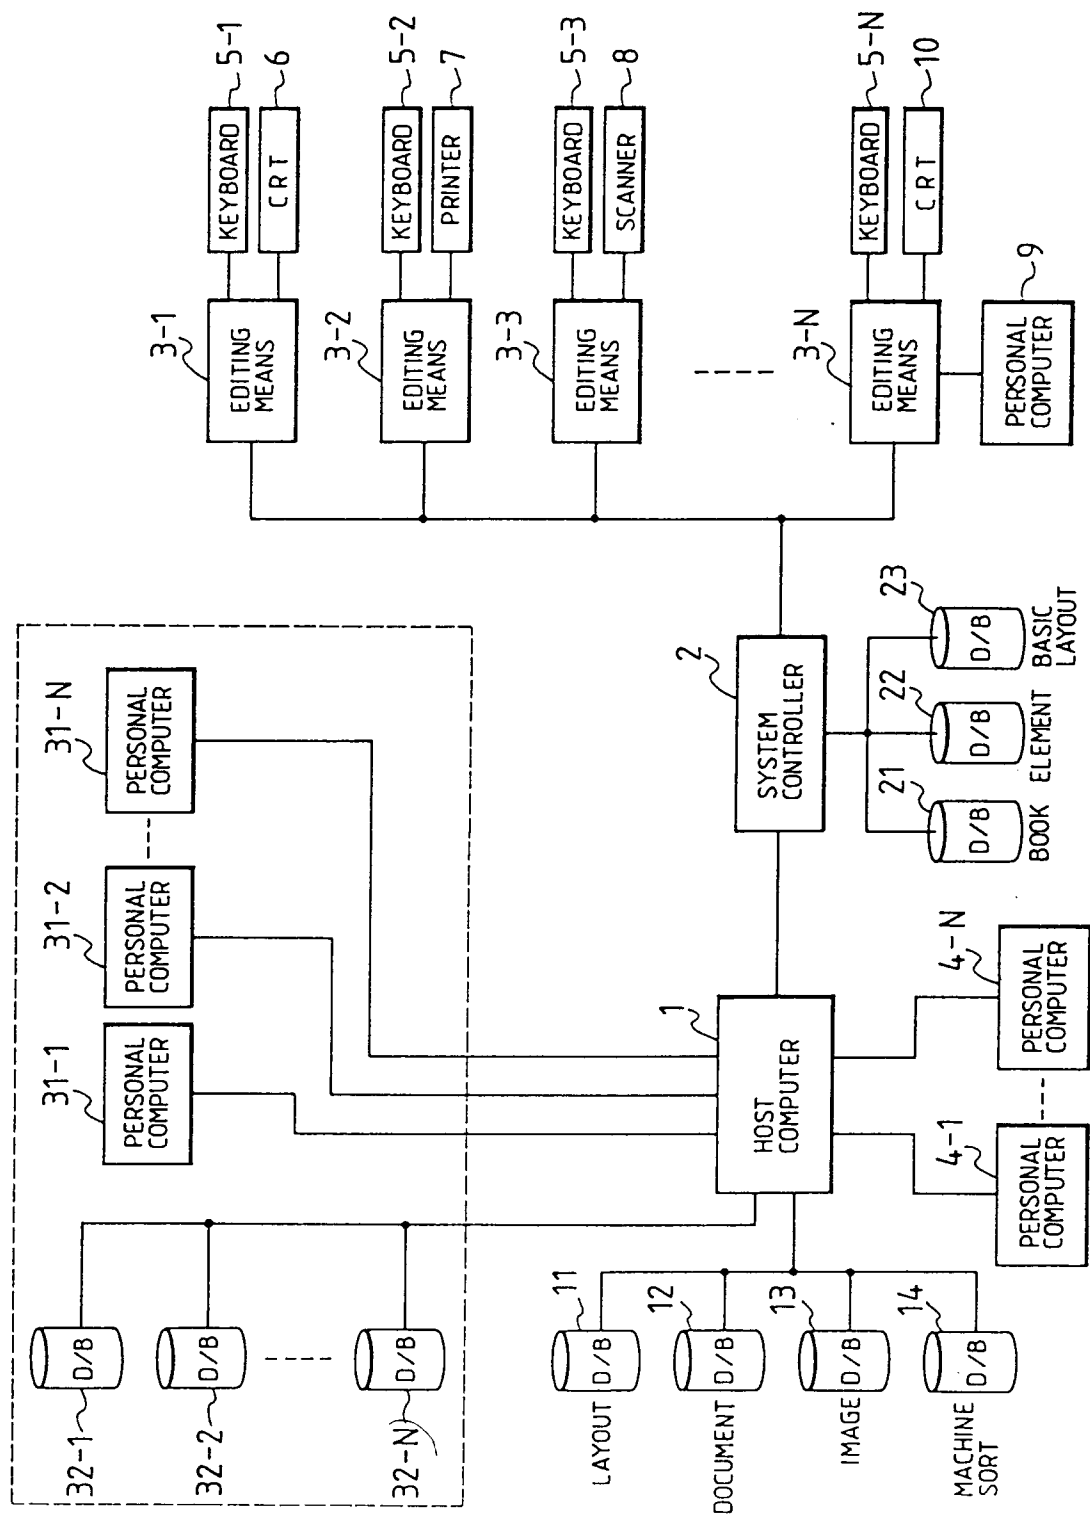 32-1
D/B
32-2
D/B
32-N
D/B
31-1
PERSONAL
COMPUTER
31-2
PERSONAL
COMPUTER
31-N
PERSONAL
COMPUTER
LAYOUT
D/B
11
DOCUMENT
D/B
12
IMAGE
D/B
13
MACHINE
SORT
D/B
14
1
HOST
COMPUTER
4-1
PERSONAL
COMPUTER
4-N
PERSONAL
COMPUTER
2
SYSTEM
CONTROLLER
21
D/B
BOOK
22
D/B
ELEMENT
23
D/B
BASIC
LAYOUT
3-1
EDITING
MEANS
KEYBOARD
5-1
CRT
6
3-2
EDITING
MEANS
KEYBOARD
5-2
PRINTER
7
3-3
EDITING
MEANS
KEYBOARD
5-3
SCANNER
8
3-N
EDITING
MEANS
KEYBOARD
5-N
CRT
10
PERSONAL
COMPUTER
9